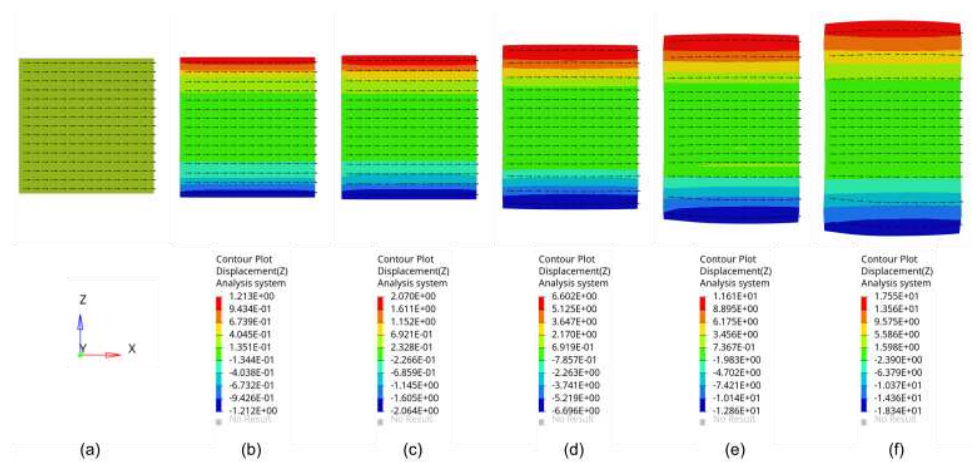 Z
Y
X
(a)
Contour Plot
Displacement(Z)
Analysis system
1.213E+00
9.434E-01
6.739E-01
4.045E-01
1.351E-01
-1.344E-01
-4.038E-01
-6.732E-01
-9.426E-01
-1.212E+00
No Result
(b)
Contour Plot
Displacement(Z)
Analysis system
2.070E+00
1.611E+00
1.152E+00
6.921E-01
2.328E-01
-2.266E-01
-6.859E-01
-1.145E+00
-1.605E+00
-2.064E+00
No Result
(c)
Contour Plot
Displacement(Z)
Analysis system
6.602E+00
5.125E+00
3.647E+00
2.170E+00
6.919E-01
-7.857E-01
-2.263E+00
-3.741E+00
-5.219E+00
-6.696E+00
No Result
(d)
Contour Plot
Displacement(Z)
Analysis system
1.161E+01
8.895E+00
6.175E+00
3.456E+00
7.367E-01
-1.983E+00
-4.702E+00
-7.421E+00
-1.014E+01
-1.286E+01
No Result
(e)
Contour Plot
Displacement(Z)
Analysis system
1.755E+01
1.356E+01
9.575E+00
5.586E+00
1.598E+00
-2.390E+00
-6.379E+00
-1.037E+01
-1.436E+01
-1.834E+01
No Result
(f)